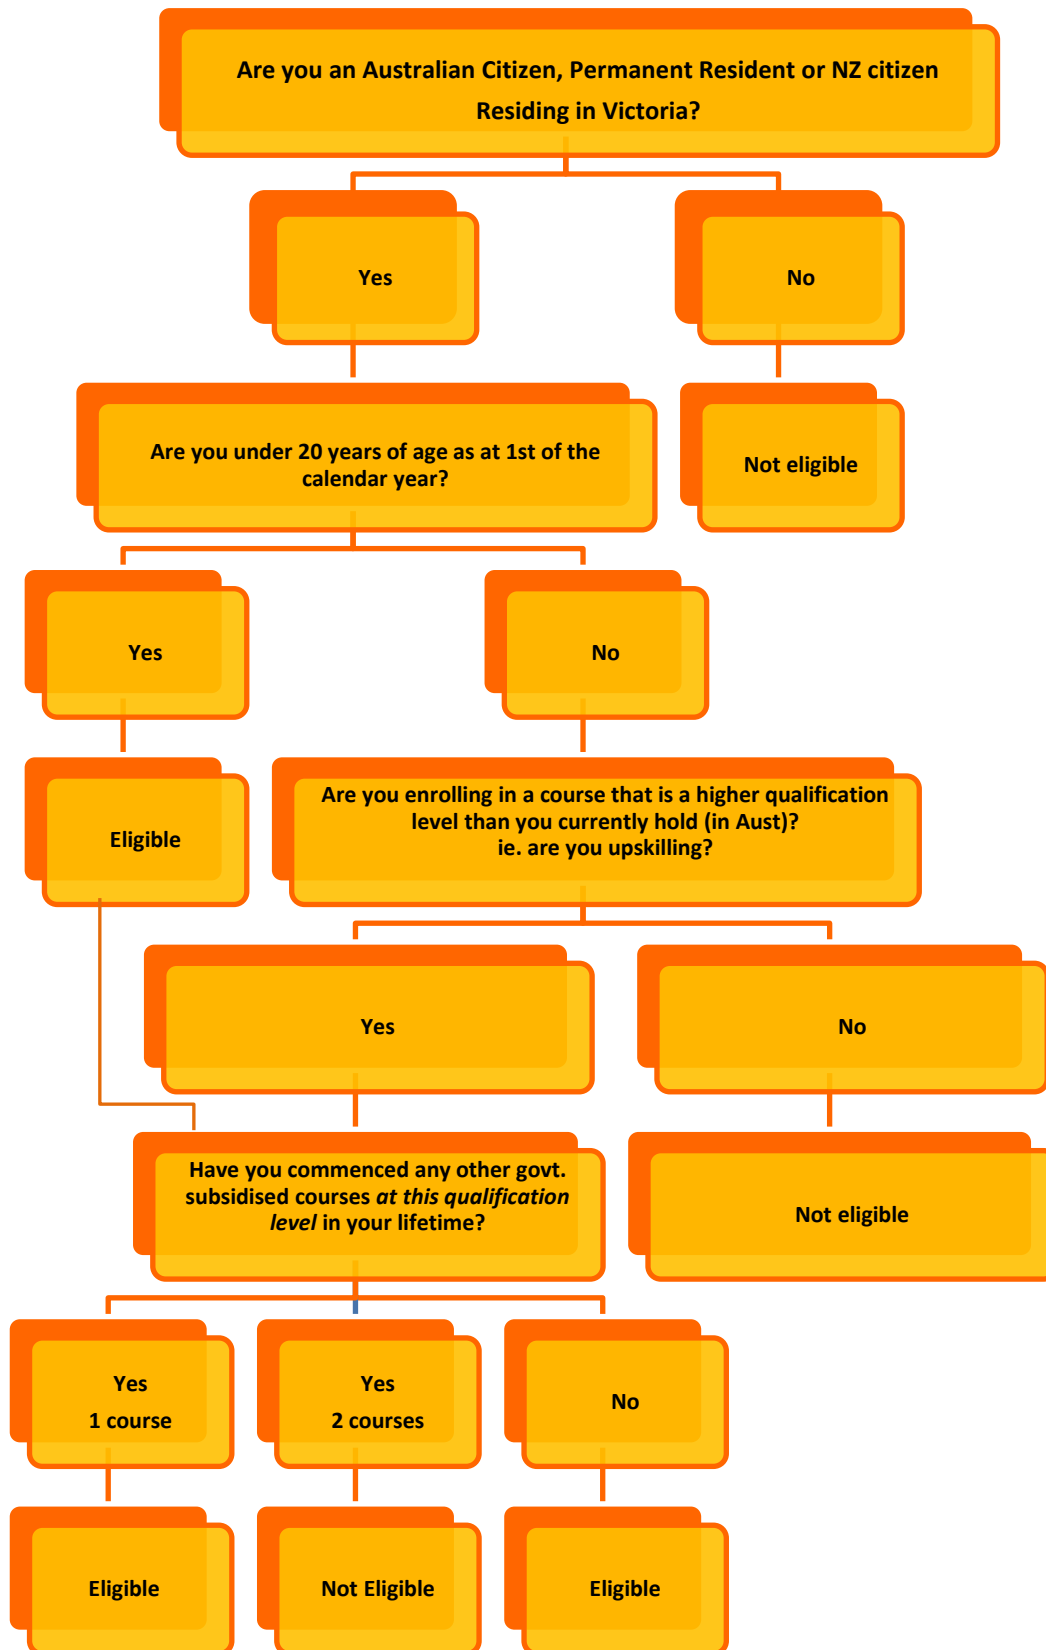 Are you an Australian Citizen, Permanent Resident or NZ citizen
Residing in Victoria?
Yes
No
Are you under 20 years of age as at 1st of the
calendar year?
Not eligible
Yes
No
Eligible
Are you enrolling in a course that is a higher qualification
level than you currently hold (in Aust)?
ie. are you upskilling?
Yes
No
Have you commenced any other govt.
subsidised courses at this qualification
level in your lifetime?
Not eligible
Yes
1 course
Yes
2 courses
No
Eligible
Not Eligible
Eligible